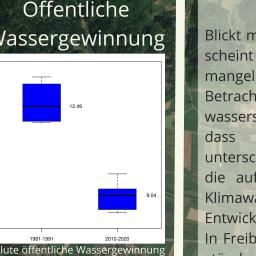 Öffentliche
Wassergewinnung
12.49
9.04
1981-1991
2010-2020
lute öffentliche Wassergewinnung
Blickt m
scheint
mangel
Betrach
wassers
dass
untersc
die auf
Klimawa
Entwick
In Freib